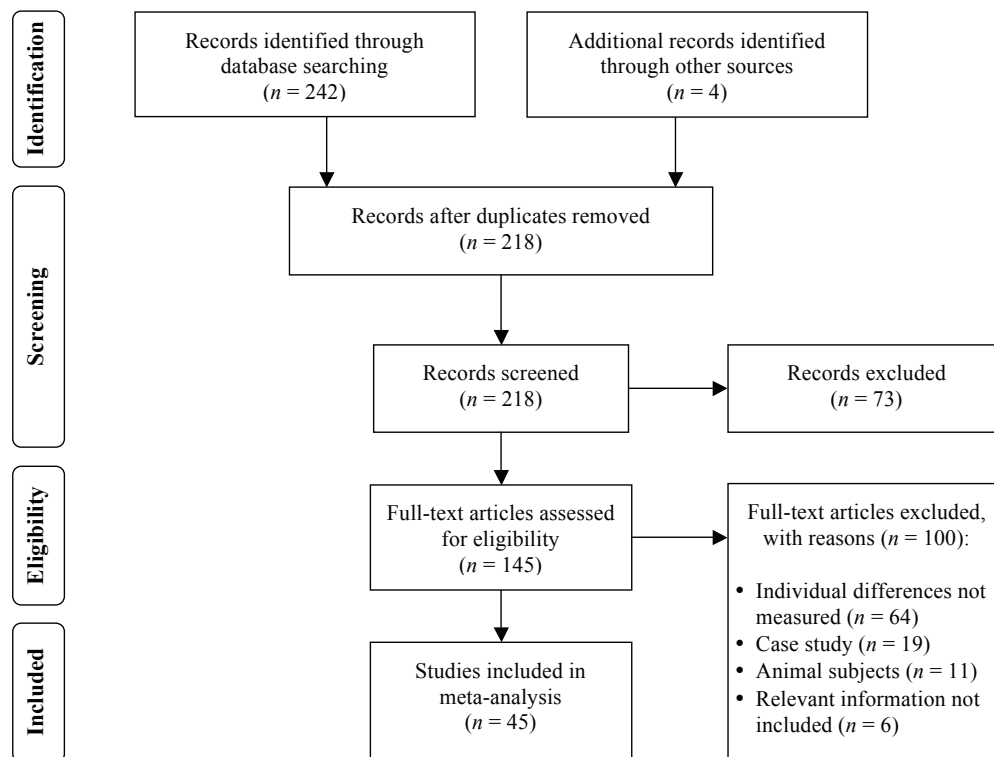 Identification
Records identified through
database searching
(n = 242)
Additional records identified
through other sources
(n = 4)
Screening
Records after duplicates removed
(n = 218)
Records screened
(n = 218)
Records excluded
(n = 73)
Eligibility
Full-text articles assessed
for eligibility
(n = 145)
Full-text articles excluded,
with reasons (n = 100):
• Individual differences not
measured (n = 64)
• Case study (n = 19)
• Animal subjects (n = 11)
• Relevant information not
included (n = 6)
Included
Studies included in
meta-analysis
(n = 45)